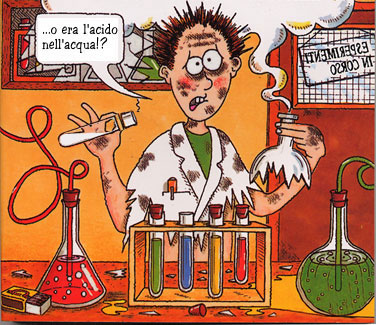 ...o era l'acido
nell'acqua!?
ESPERIMENTI
IN CORSO